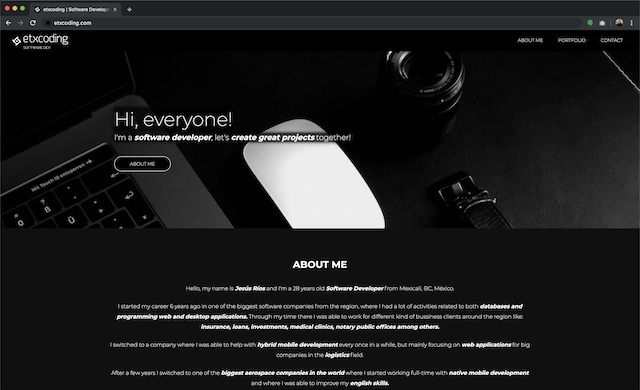 etxcoding | Software Develop
etxcoding.com
etxcoding
SOFTWARE DEV
ABOUT ME
PORTFOLIO
CONTACT
Hi, everyone!
I'm a software developer, let's create great projects together!
ABOUT ME
Mit Touch ID entsperren
ABOUT ME
Hello, my name is Jesús Ríos and I'm a 28 years old Software Developer from Mexicali, BC, México.
I started my career 6 years ago in one of the biggest software companies from the region, where I had a lot of activities related to both databases and
programming web and desktop applications. Through my time there I was able to work for different kind of bussiness clients around the region like:
insurance, loans, investments, medical clinics, notary public offices among others.
I switched to a company where I was able to help with hybrid mobile development every once in a while, but mainly focusing on web applications for big
companies in the logistics field.
After a few years I switched to one of the biggest aerospace companies in the world where I started working full-time with native mobile development
and where I was able to improve my english skills.